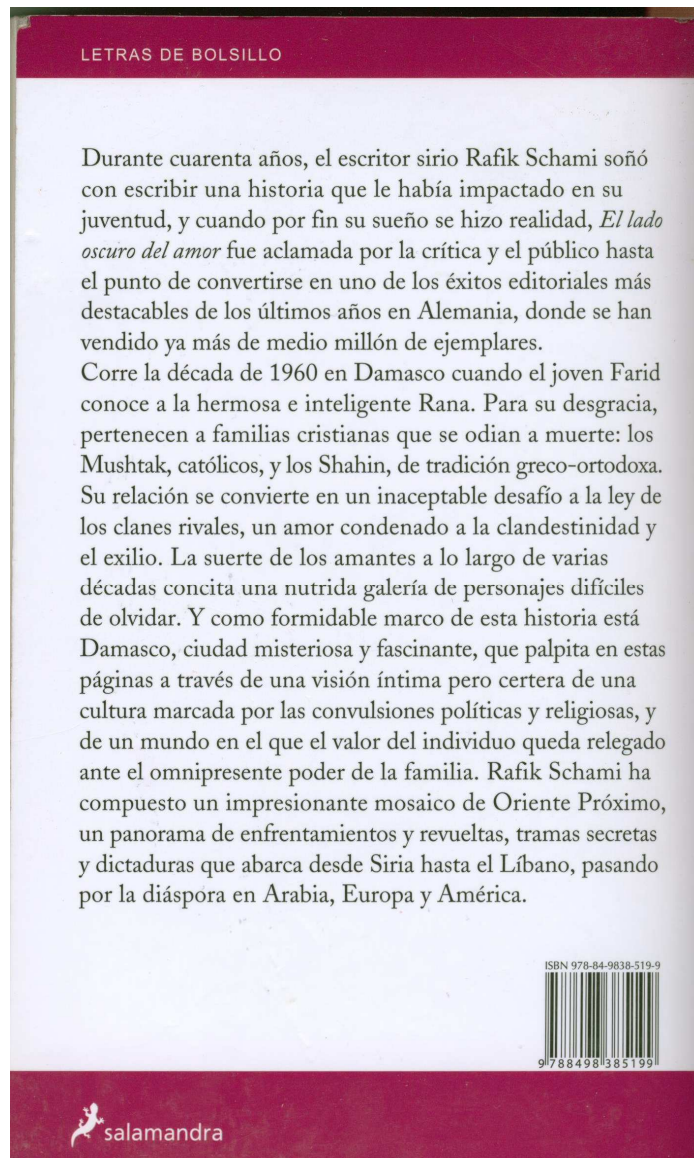 LETRAS DE BOLSILLO
Durante cuarenta años, el escritor sirio Rafik Schami soñó
con escribir una historia que le había impactado en su
juventud, y cuando por fin su sueño se hizo realidad, El lado
oscuro del amor fue aclamada por la crítica y el público hasta
el punto de convertirse en uno de los éxitos editoriales más
destacables de los últimos años en Alemania, donde se han
vendido ya más de medio millón de ejemplares.
Corre la década de 1960 en Damasco cuando el joven Farid
conoce a la hermosa e inteligente Rana. Para su desgracia,
pertenecen a familias cristianas que se odian a muerte: los
Mushtak, católicos, y los Shahin, de tradición greco-ortodoxa.
Su relación se convierte en un inaceptable desafío a la ley de
los clanes rivales, un amor condenado a la clandestinidad y
el exilio. La suerte de los amantes a lo largo de varias
décadas concita una nutrida galería de personajes difíciles
de olvidar. Y como formidable marco de esta historia está
Damasco, ciudad misteriosa y fascinante, que palpita en estas
páginas a través de una visión íntima pero certera de una
cultura marcada por las convulsiones políticas y religiosas, y
de un mundo en el que el valor del individuo queda relegado
ante el omnipresente poder de la familia. Rafik Schami ha
compuesto un impresionante mosaico de Oriente Próximo,
un panorama de enfrentamientos y revueltas, tramas secretas
y dictaduras que abarca desde Siria hasta el Líbano, pasando
por la diáspora en Arabia, Europa y América.
ISBN 978-84-9838-519-9
9 788498 385199
salamandra